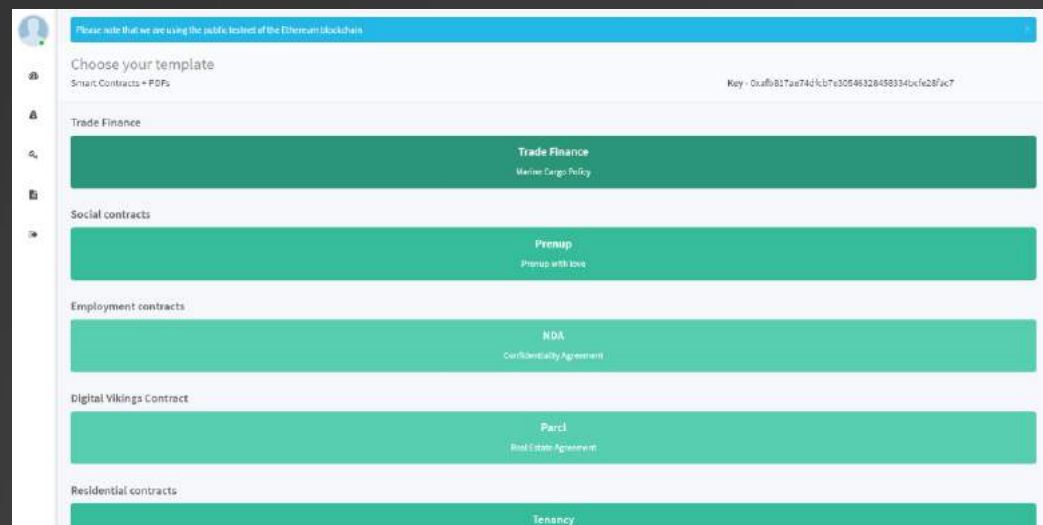 Please note that we are using the public testnet of the Ethereum blockchain
Choose your template
Smart Contracts + PDFs
Key -
Trade Finance
Trade Finance
Marine Cargo Policy
Social contracts
Prenup
Prenup with love
Employment contracts
NDA
Confidentiality Agreement
Digital Vikings Contract
Parcl
Real Estate Agreement
Residential contracts
Tenancy